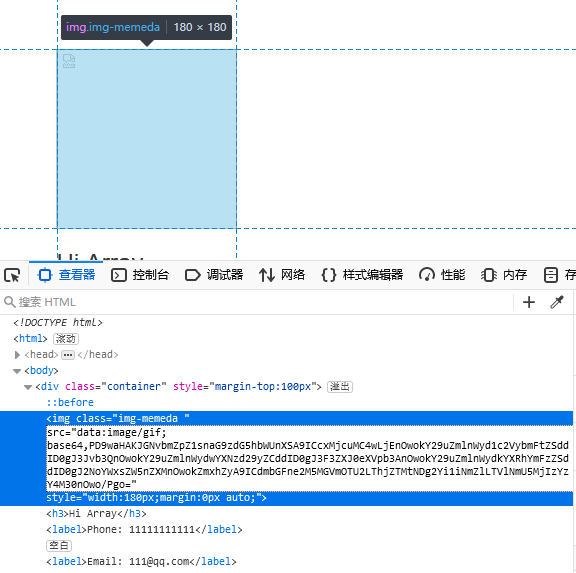 img.img-memeda 180 × 180
Hi Array
查看器 控制台 调试器 网络 样式编辑器 性能 内存 存
搜索 HTML
<!DOCTYPE html>
<html> 滚动
<head> ••• </head>
<body>
<div class="container" style="margin-top:100px"> 溢出
::before
<img class="img-memeda "
src="data:image/gif;
base64,PD9waHAKJGNvbmZpZ1snaG9zdG5hbWUnXSA9ICcxMjcuMC4wLjEnOwokY29uZmlnWyd1c2VybmFtZSdd
ID0gJ3Jvb3QnOwokY29uZmlnWydwYXNzd29yZCddID0gJ3F3ZXJ0eXVpb3AnOwokY29uZmlnWydkYXRhYmFzZSd
dID0gJ2NoYWxsZW5nZXMnOwokZmxhZyA9ICdmbGFne2M5MGVmOTU2LThjZTMtNDg2Yi1iNmZlLTVlNmU5MjIzYz
Y4M30nOwo/Pgo="
style="width:180px;margin:0px auto;">
<h3>Hi Array</h3>
<label>Phone: 11111111111</label>
空白
<label>Email: 111@qq.com</label>